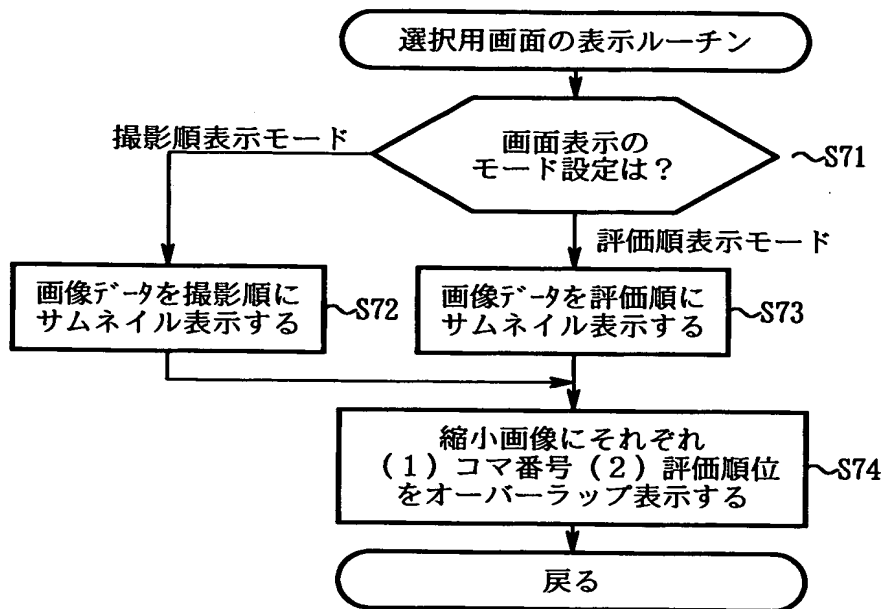 選択用画面の表示ルーチン
撮影順表示モード
画面表示の
モード設定は？
S71
評価順表示モード
画像データを撮影順に
サムネイル表示する
S72
画像データを評価順に
サムネイル表示する
S73
縮小画像にそれぞれ
(1)コマ番号(2)評価順位
をオーバーラップ表示する
S74
戻る